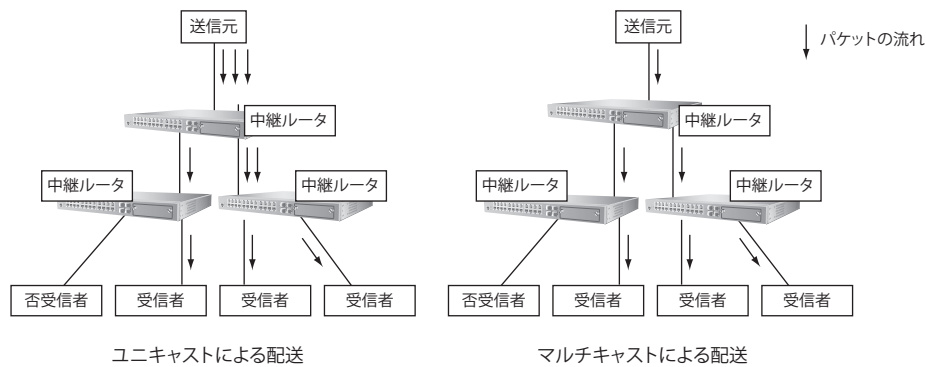 送信元
中継ルータ
中継ルータ
中継ルータ
否受信者
受信者
受信者
受信者
ユニキャストによる配送
送信元
パケットの流れ
中継ルータ
中継ルータ
中継ルータ
否受信者
受信者
受信者
受信者
マルチキャストによる配送